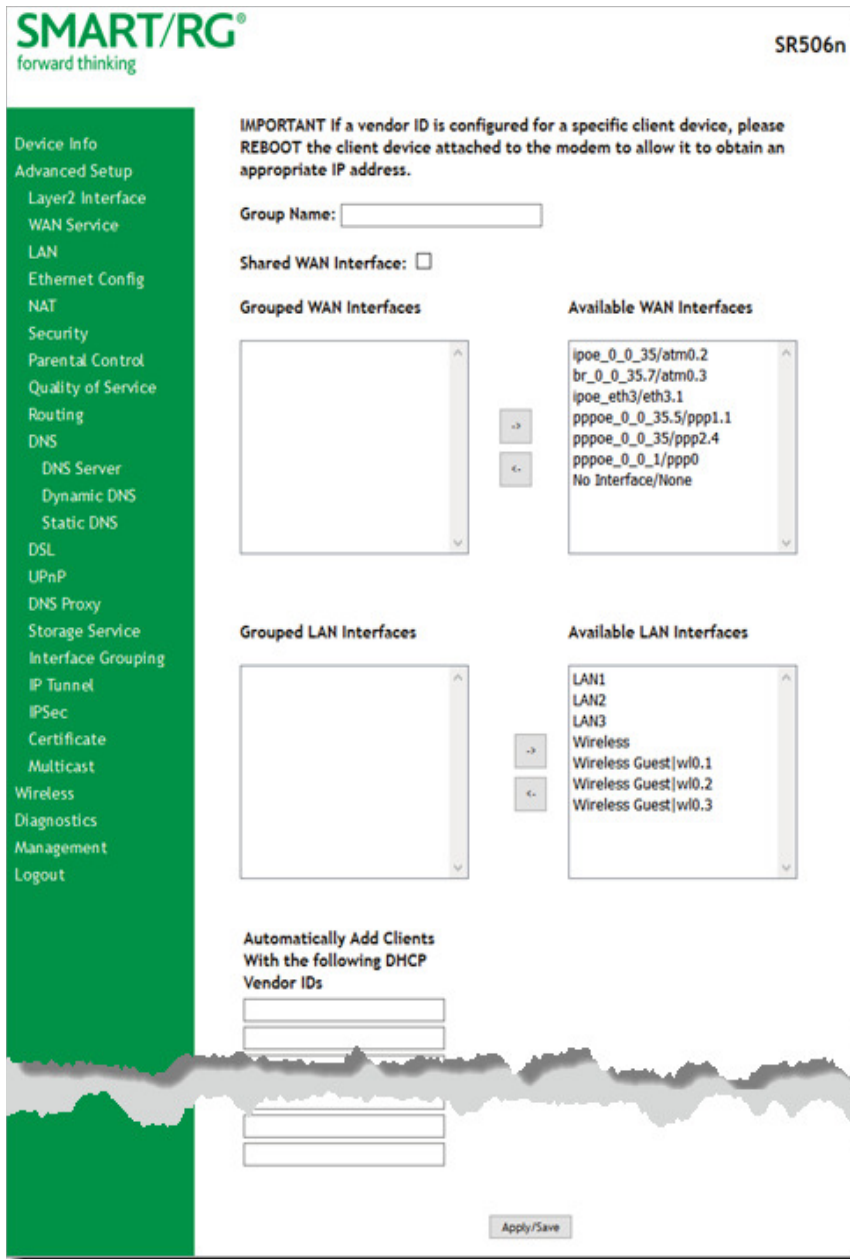 SMART/RG®
forward thinking
SR506n
Device Info
Advanced Setup
Layer2 Interface
WAN Service
LAN
Ethernet Config
NAT
Security
Parental Control
Quality of Service
Routing
DNS
DNS Server
Dynamic DNS
Static DNS
DSL
UPnP
DNS Proxy
Storage Service
Interface Grouping
IP Tunnel
IPSec
Certificate
Multicast
Wireless
Diagnostics
Management
Logout
IMPORTANT If a vendor ID is configured for a specific client device, please
REBOOT the client device attached to the modem to allow it to obtain an
appropriate IP address.
Group Name:
Shared WAN Interface:
Grouped WAN Interfaces
Available WAN Interfaces
->
<-
ipoe_0_0_35/atm0.2
br_0_0_35.7/atm0.3
ipoe_eth3/eth3.1
pppoe_0_0_35.5/ppp1.1
pppoe_0_0_35/ppp2.4
pppoe_0_0_1/ppp0
No Interface/None
Grouped LAN Interfaces
Available LAN Interfaces
->
<-
LAN1
LAN2
LAN3
Wireless
Wireless Guest|wl0.1
Wireless Guest|wl0.2
Wireless Guest|wl0.3
Automatically Add Clients
With the following DHCP
Vendor IDs
Apply/Save